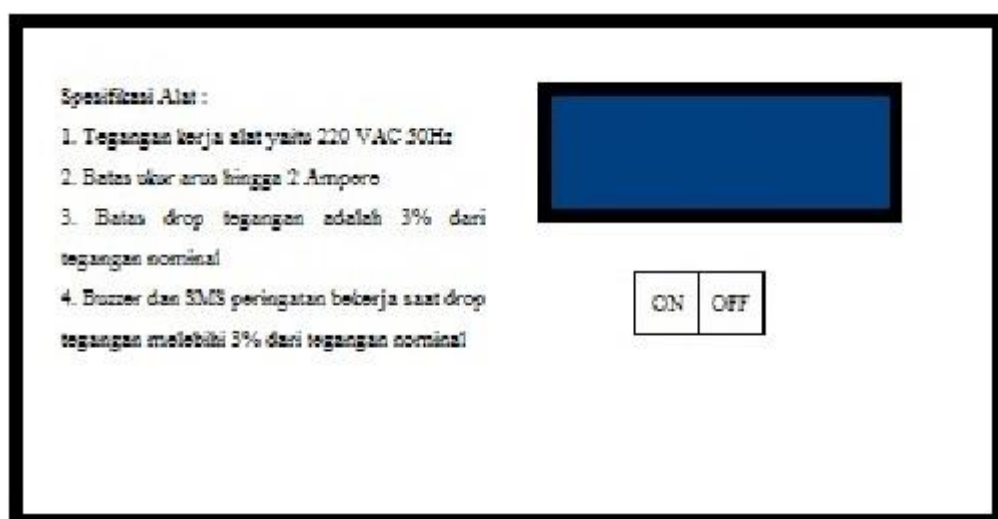 Spesifikasi Alat :
1. Tegangan kerja alat yaitu 220 VAC 50Hz
2. Batas ukur arus hingga 2 Ampere
3. Batas drop tegangan adalah 3% dari
tegangan nominal
4. Buzzer dan SMS peringatan bekerja saat drop
tegangan melebihi 3% dari tegangan nominal
ON OFF